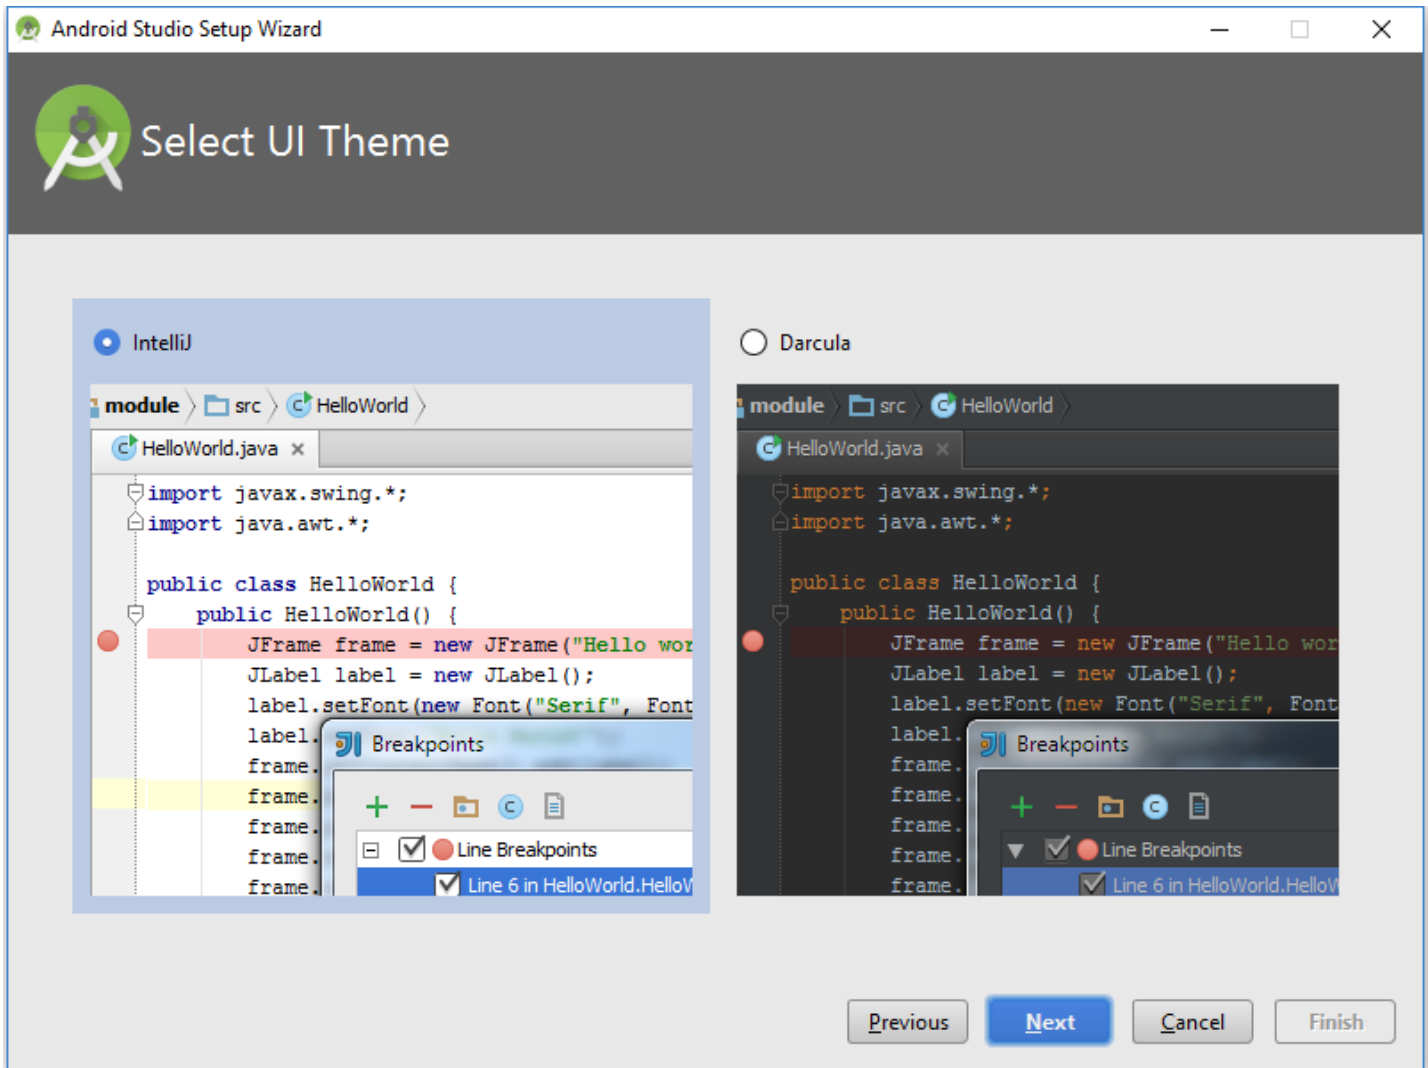 Android Studio Setup Wizard
Select UI Theme
IntelliJ
module src HelloWorld
HelloWorld.java
import javax.swing.*;
import java.awt.*;
public class HelloWorld {
public HelloWorld() {
JFrame frame = new JFrame("Hello wor
JLabel label = new JLabel();
label.setFont(new Font("Serif", Font
label.
frame.
frame.
frame.
frame.
frame.
Breakpoints
Line Breakpoints
Line 6 in HelloWorld.HelloW
Darcula
module src HelloWorld
HelloWorld.java
import javax.swing.*;
import java.awt.*;
public class HelloWorld {
public HelloWorld() {
JFrame frame = new JFrame("Hello wor
JLabel label = new JLabel();
label.setFont(new Font("Serif", Font
label.
frame.
frame.
frame.
frame.
frame.
Breakpoints
Line Breakpoints
Line 6 in HelloWorld.HelloW
Previous Next Cancel Finish